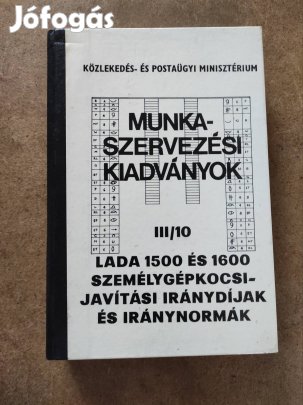 Jófogás
KÖZLEKEDÉS- ÉS POSTAÜGYI MINISZTÉRIUM
MUNKA-
SZERVEZÉSI
KIADVÁNYOK
III/10
LADA 1500 ÉS 1600
SZEMÉLYGÉPKOCSI-
JAVÍTÁSI IRÁNYDÍJAK
ÉS IRÁNYNORMÁK